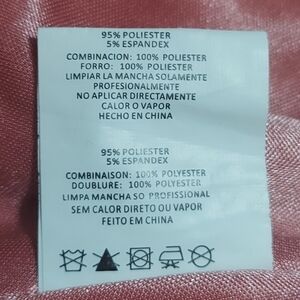 95% POLIESTER
5% ESPANDEX
COMBINACION: 100% POLIESTER
FORRO: 100% POLIESTER
LIMPIAR LA MANCHA SOLAMENTE
PROFESIONALMENTE
NO APLICAR DIRECTAMENTE
CALOR O VAPOR
HECHO EN CHINA
95% POLIESTER
5% ESPANDEX
COMBINAISON: 100% POLYESTER
DOUBLURE: 100% POLYESTER
LIMPA MANCHA SO PROFISSIONAL
SEM CALOR DIRETO OU VAPOR
FEITO EM CHINA